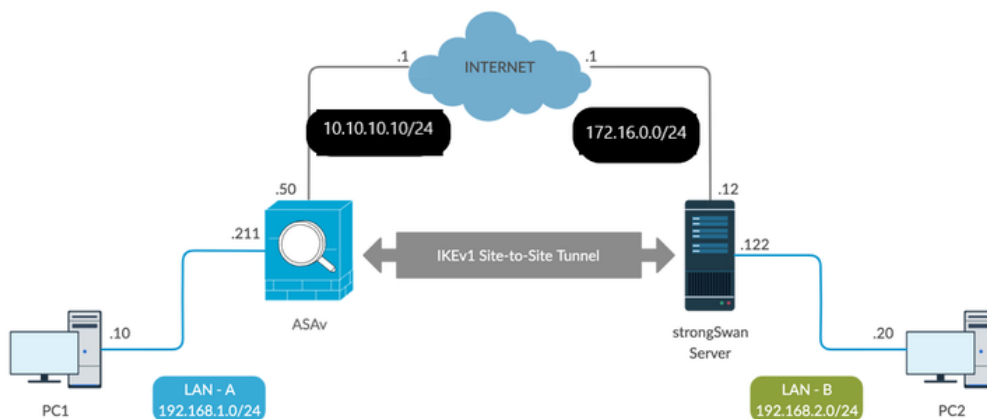 INTERNET
.1
.1
10.10.10.10/24
172.16.0.0/24
.50
.12
.211
IKEv1 Site-to-Site Tunnel
.122
ASAv
strongSwan
Server
.10
.20
PC1
LAN - A
192.168.1.0/24
LAN - B
192.168.2.0/24
PC2